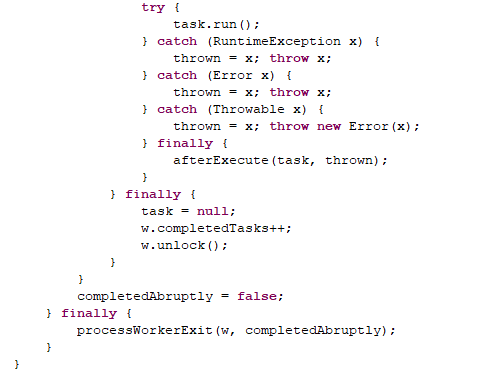 try {
task.run();
} catch (RuntimeException x) {
thrown = x; throw x;
} catch (Error x) {
thrown = x; throw x;
} catch (Throwable x) {
thrown = x; throw new Error(x);
} finally {
afterExecute(task, thrown);
}
} finally {
task = null;
w.completedTasks++;
w.unlock();
}
}
completedAbruptly = false;
} finally {
processWorkerExit(w, completedAbruptly);
}
}